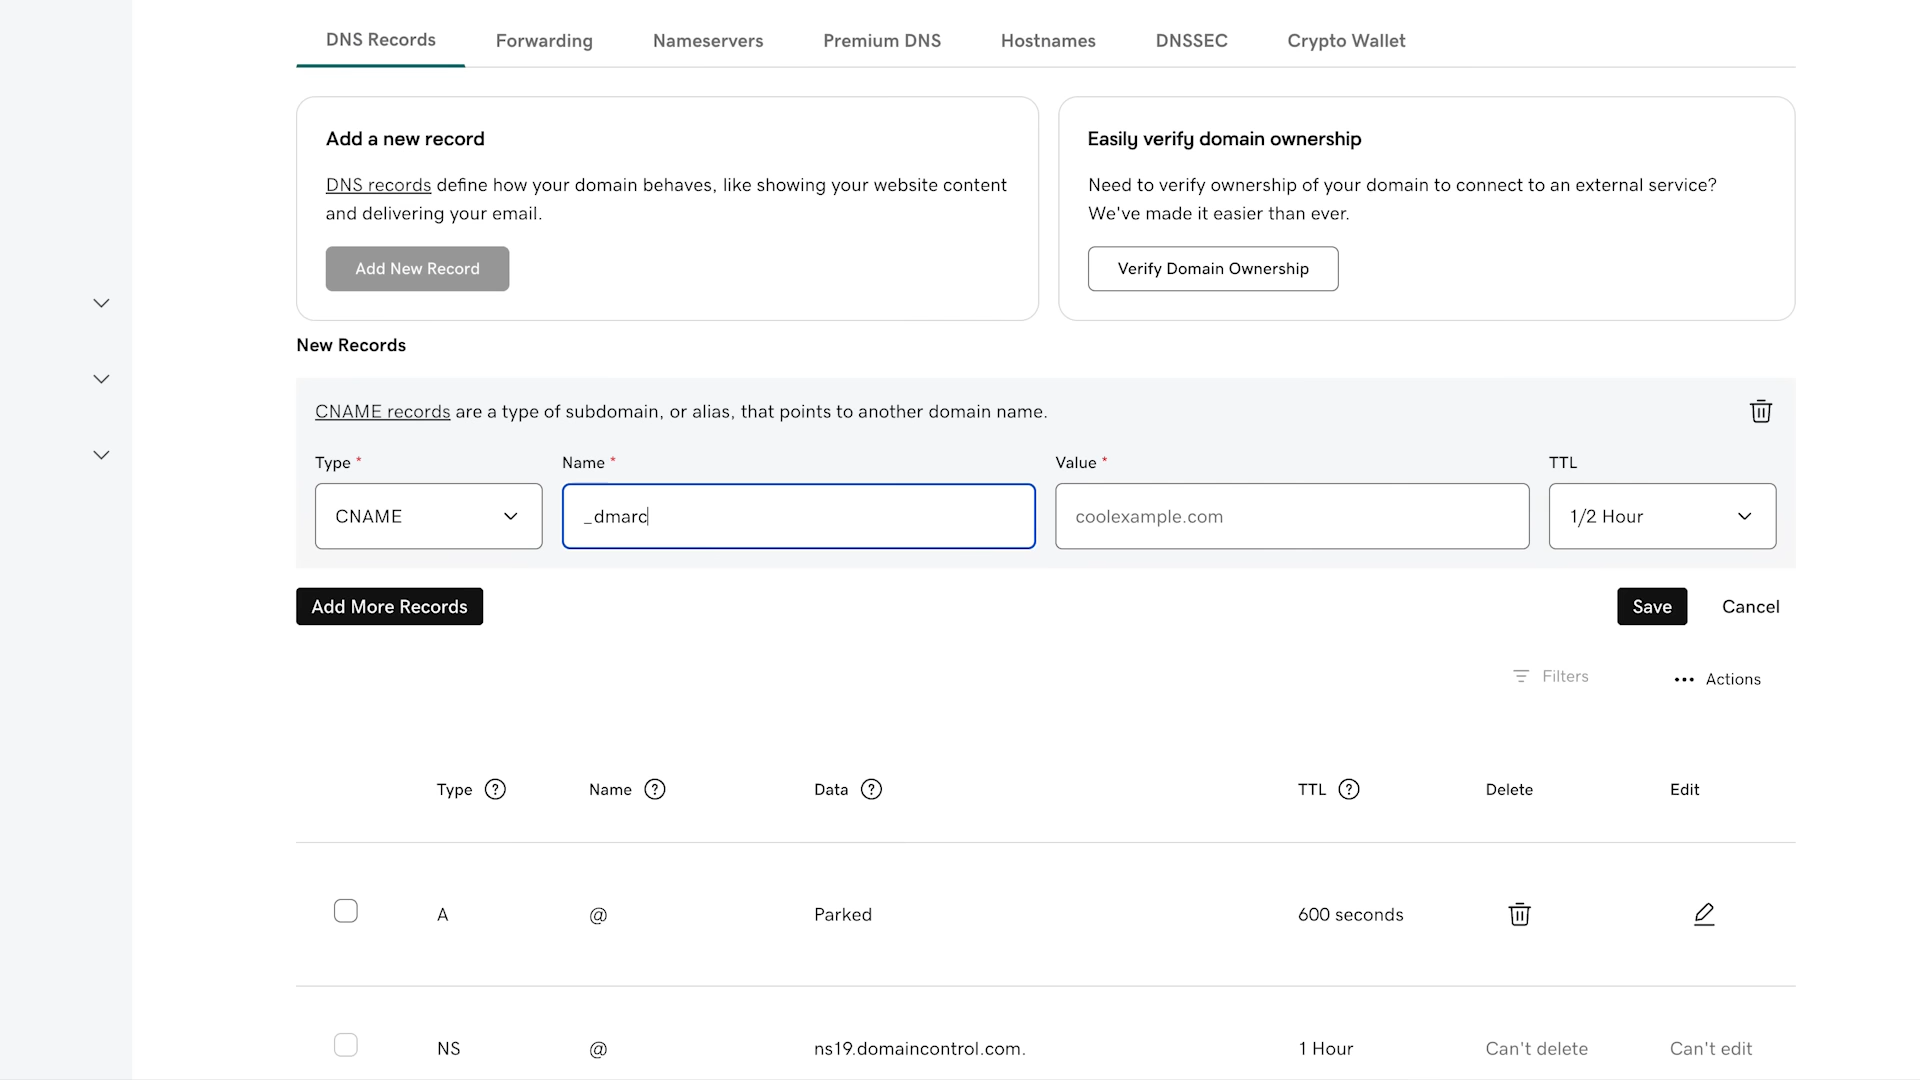 DNS Records Forwarding Nameservers Premium DNS Hostnames DNSSEC Crypto Wallet
Add a new record
DNS records define how your domain behaves, like showing your website content
and delivering your email.
Add New Record
Easily verify domain ownership
Need to verify ownership of your domain to connect to an external service?
We've made it easier than ever.
Verify Domain Ownership
New Records
CNAME records are a type of subdomain, or alias, that points to another domain name.
Type * Name * Value * TTL
CNAME _dmarc coolexample.com 1/2 Hour
Add More Records Save Cancel
Filters ••• Actions
Type ? Name ? Data ? TTL ? Delete Edit
A @ Parked 600 seconds
NS @ ns19.domaincontrol.com. 1 Hour Can't delete Can't edit